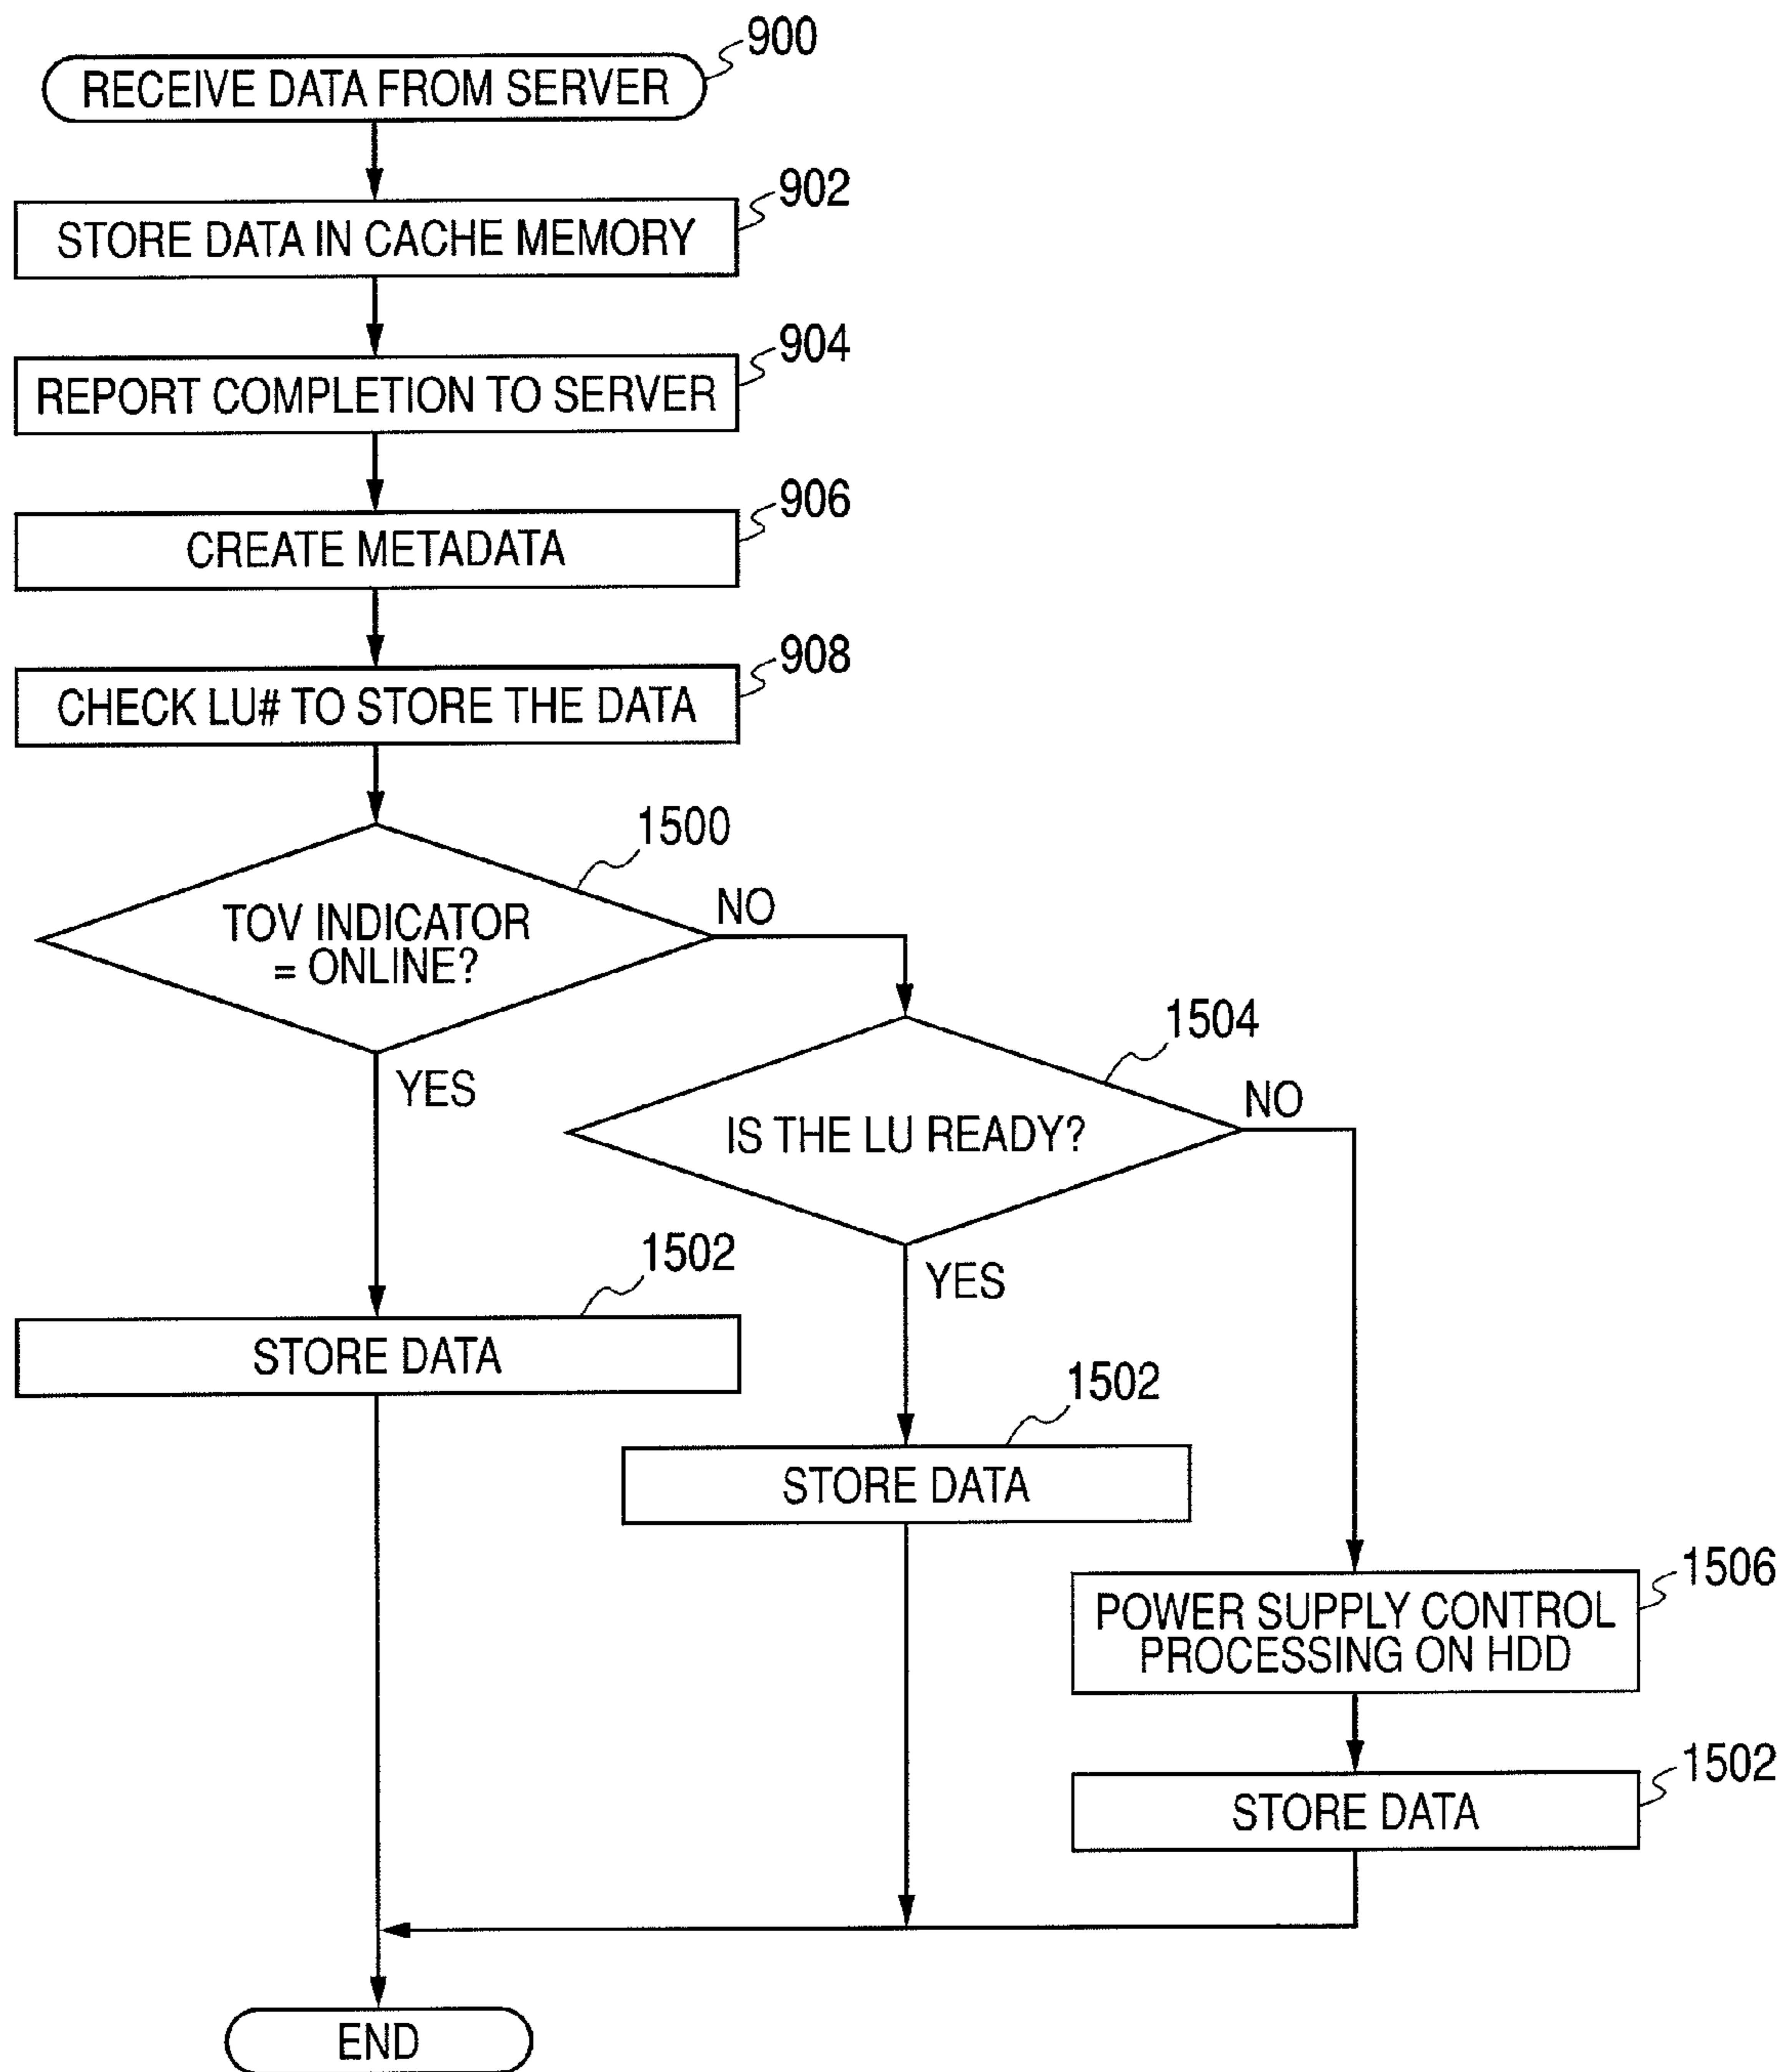 900
RECEIVE DATA FROM SERVER
902
STORE DATA IN CACHE MEMORY
904
REPORT COMPLETION TO SERVER
906
CREATE METADATA
908
CHECK LU# TO STORE THE DATA
1500
TOV INDICATOR
= ONLINE?
NO
YES
1504
IS THE LU READY?
NO
YES
1502
STORE DATA
1502
STORE DATA
1506
POWER SUPPLY CONTROL
PROCESSING ON HDD
1502
STORE DATA
END